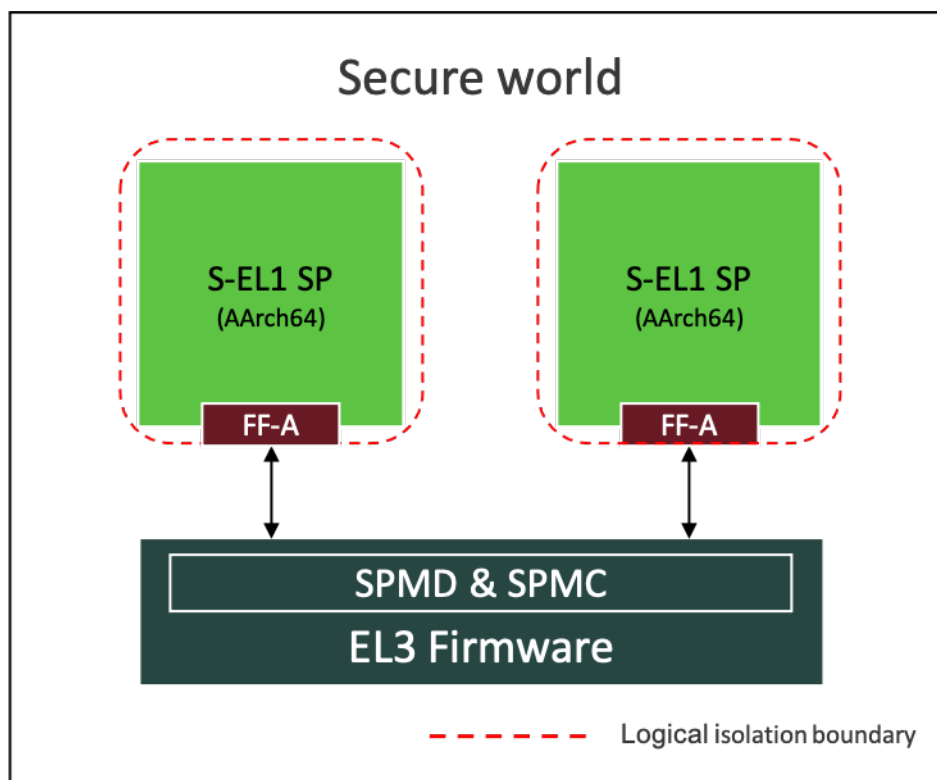 Secure world
S-EL1 SP
(AArch64)
S-EL1 SP
(AArch64)
FF-A
FF-A
SPMD & SPMC
EL3 Firmware
Logical isolation boundary